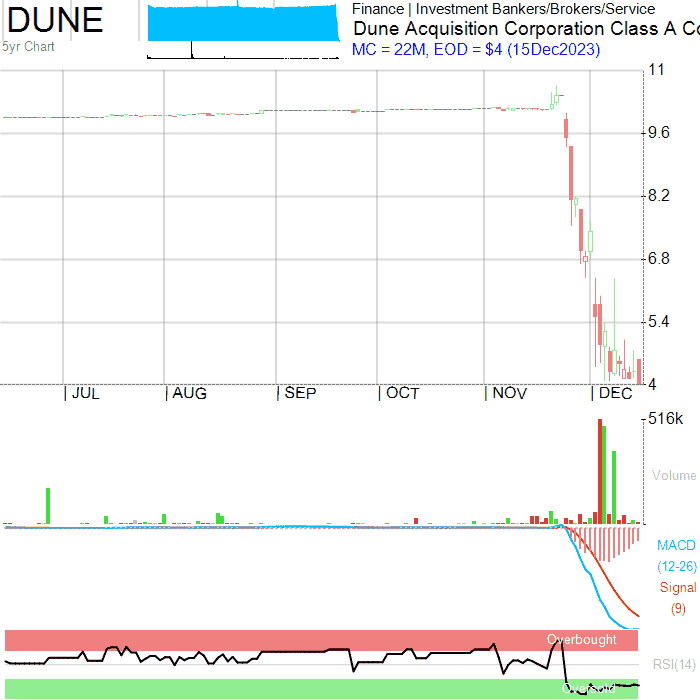 DUNE
5yr Chart
Finance | Investment Bankers/Brokers/Service
Dune Acquisition Corporation Class A Co
MC = 22M, EOD = $4 (15Dec2023)
11
9.6
8.2
6.8
5.4
4
JUL AUG SEP OCT NOV DEC
516k
Volume
MACD
(12-26)
Signal
(9)
Overbought
RSI(14)
Oversold